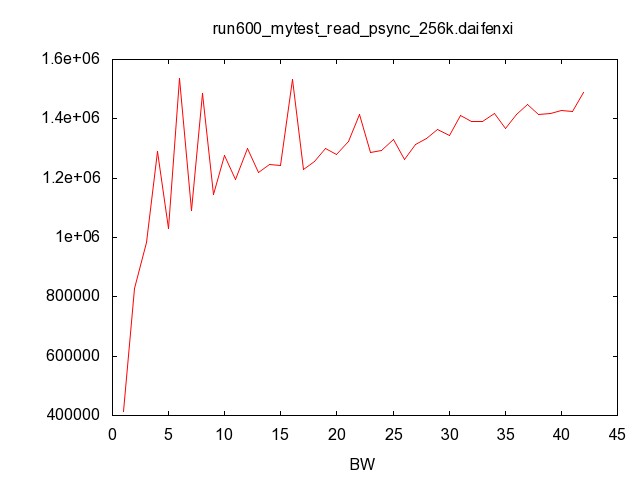 run600_mytest_read_psync_256k.daifenxi
1.6e+06
1.4e+06
1.2e+06
1e+06
800000
600000
400000
0 5 10 15 20 25 30 35 40 45
BW